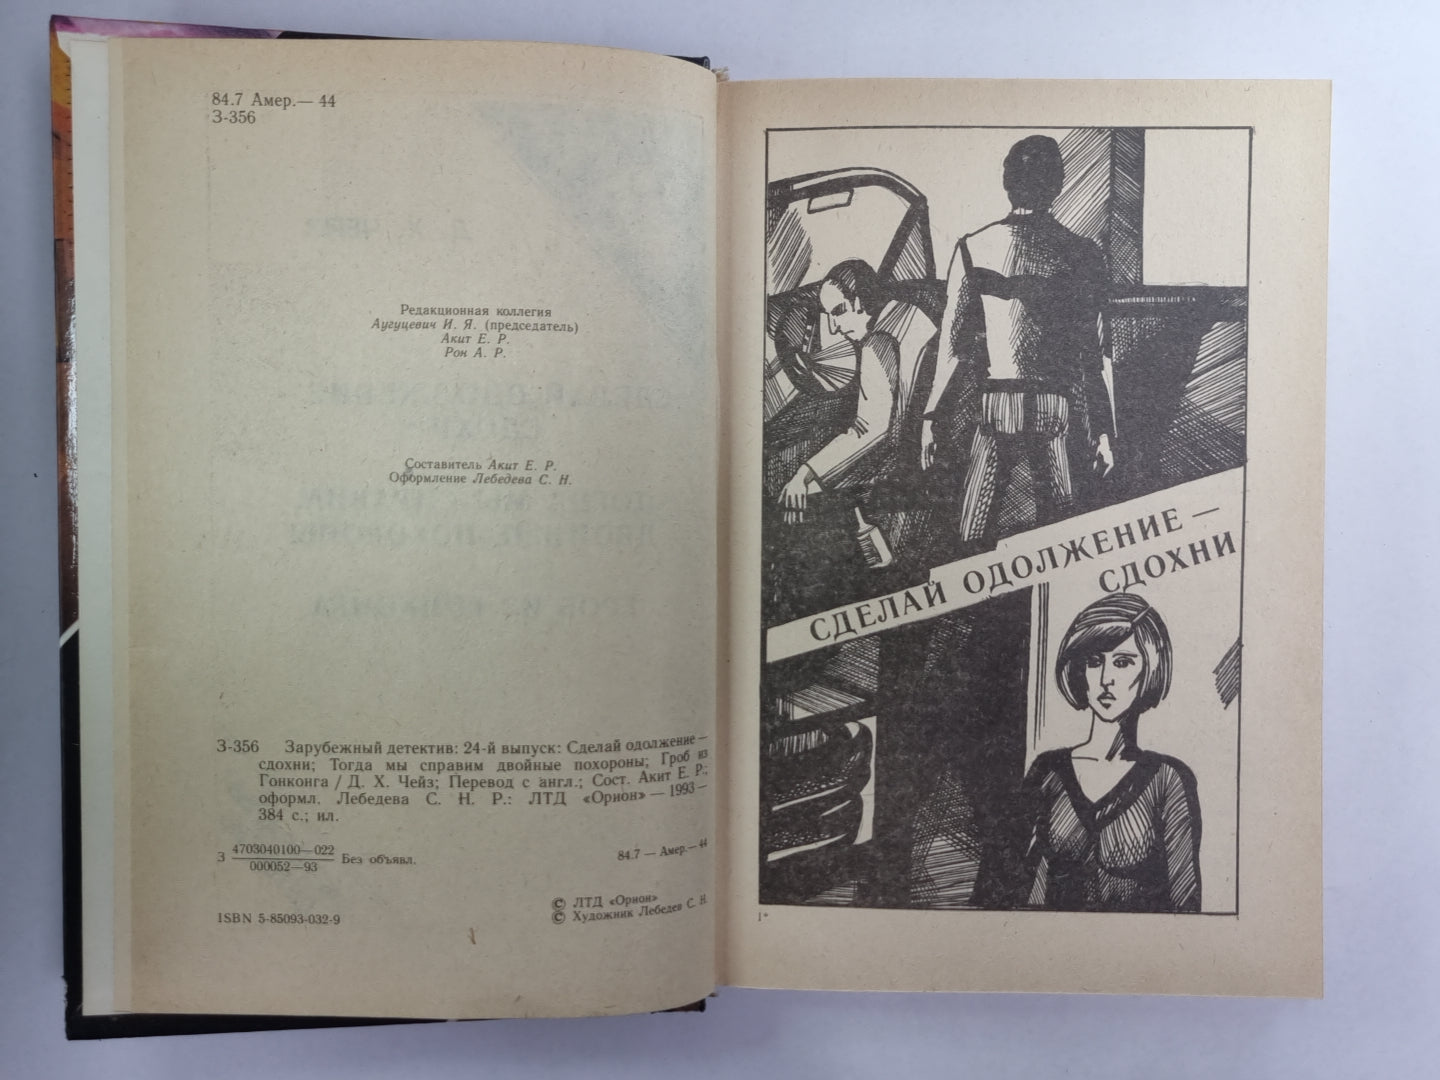 84.7 Амер.— 44
З-356
Редакционная коллегия
Аугуцевич И. Я. (председатель)
Акит Е. Р.
Рон А. Р.
Составитель Акит Е. Р.
Оформление Лебедева С. Н.
З-356 Зарубежный детектив: 24-й выпуск: Сделай одолжение —
сдохни; Тогда мы справим двойные похороны; Гроб из
Гонконга / Д. Х. Чейз; Перевод с англ.; Сост. Акит Е. Р.;
оформл. Лебедева С. Н. Р.: ЛТД «Орион» — 1993 —
384 с.; ил.
З 4703040100—022
000052—93 Без объявл.
84.7 — Амер.— 44
ISBN 5-85093-032-9
© ЛТД «Орион»
© Художник Лебедев С. Н.
СДЕЛАЙ ОДОЛЖЕНИЕ —
СДОХНИ
1*